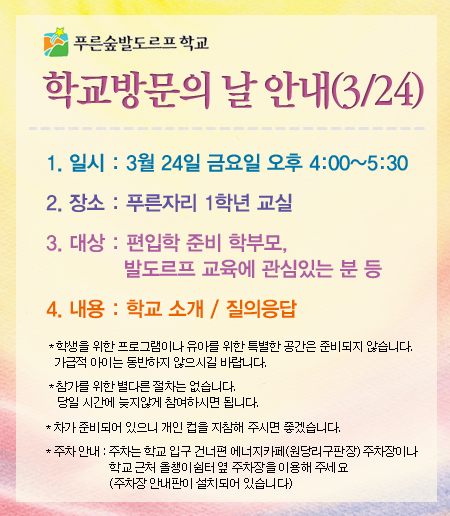 푸른숲발도르프학교
학교방문의 날 안내(3/24)
1. 일시 : 3월 24일 금요일 오후 4:00~5:30
2. 장소 : 푸른자리 1학년 교실
3. 대상 : 편입학 준비 학부모,
발도르프 교육에 관심있는 분 등
4. 내용 : 학교 소개 / 질의응답
*학생을 위한 프로그램이나 유아를 위한 특별한 공간은 준비되지 않습니다.
가급적 아이는 동반하지 않으시길 바랍니다.
*참가를 위한 별다른 절차는 없습니다.
당일 시간에 늦지않게 참여하시면 됩니다.
*차가 준비되어 있으니 개인 컵을 지참해 주시면 좋겠습니다.
*주차 안내 : 주차는 학교 입구 건너편 에너지카페(원당리구판장) 주차장이나
학교 근처 올챙이쉼터 옆 주차장을 이용해 주세요
(주차장 안내판이 설치되어 있습니다)